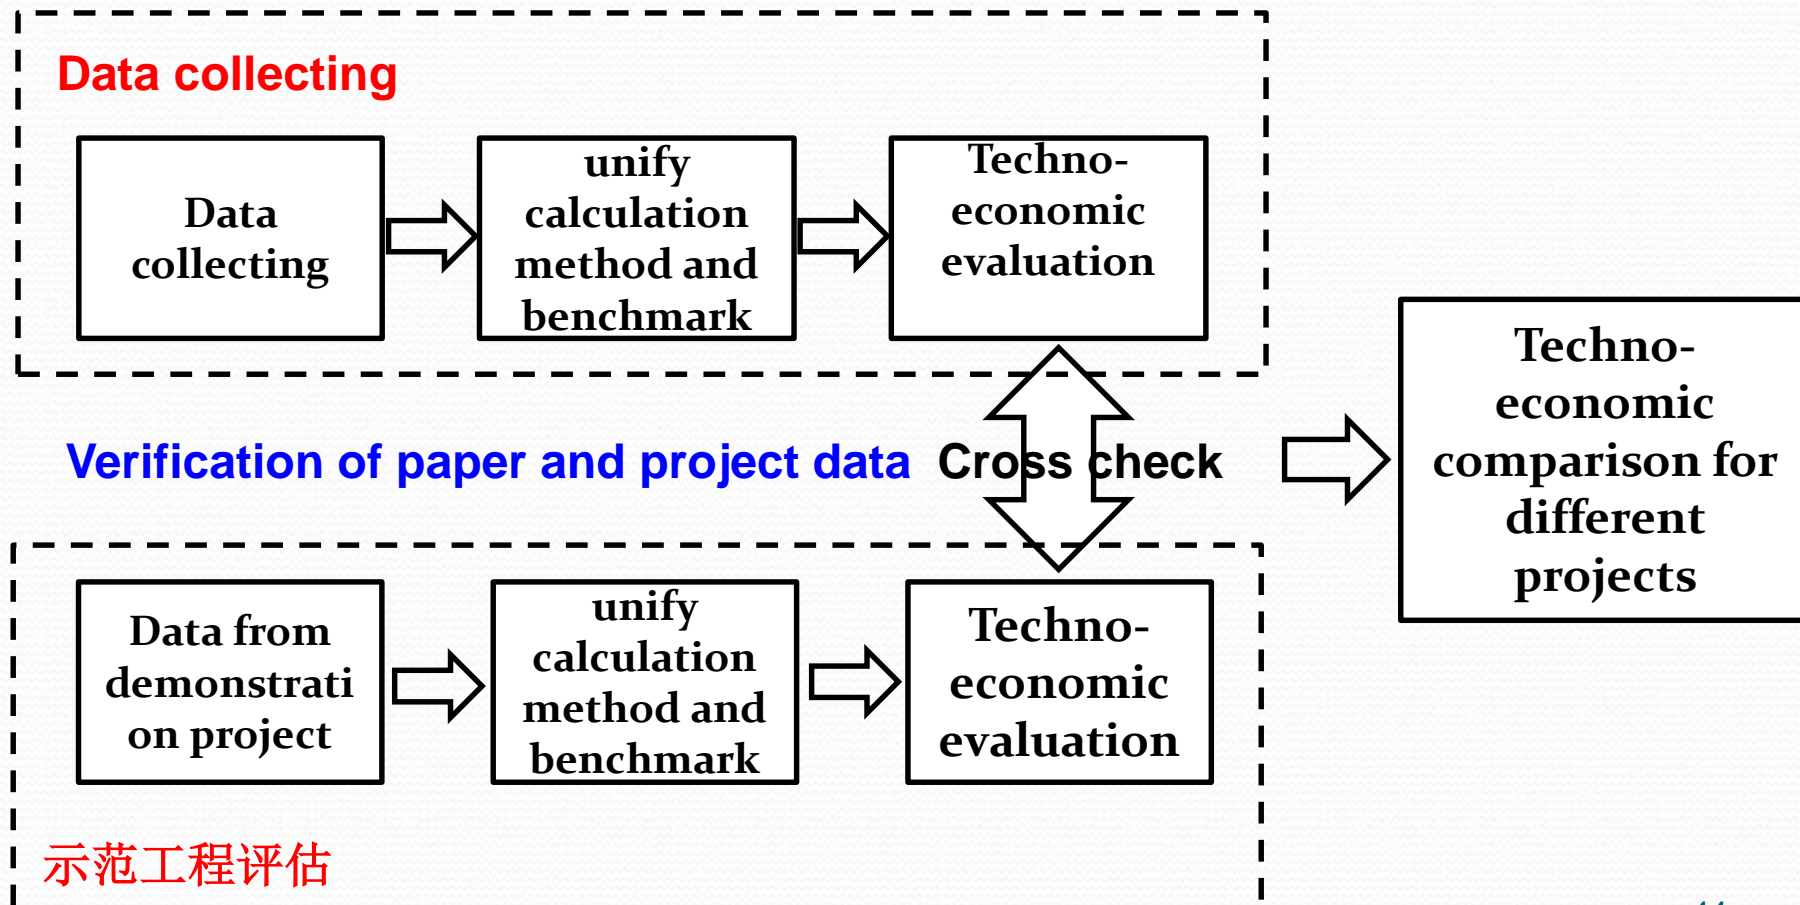 Data collecting
Data
collecting
unify
calculation
method and
benchmark
Techno-
economic
evaluation
Verification of paper and project data
Cross check
Techno-
economic
comparison for
different
projects
Data from
demonstrati
on project
unify
calculation
method and
benchmark
Techno-
economic
evaluation
示范工程评估